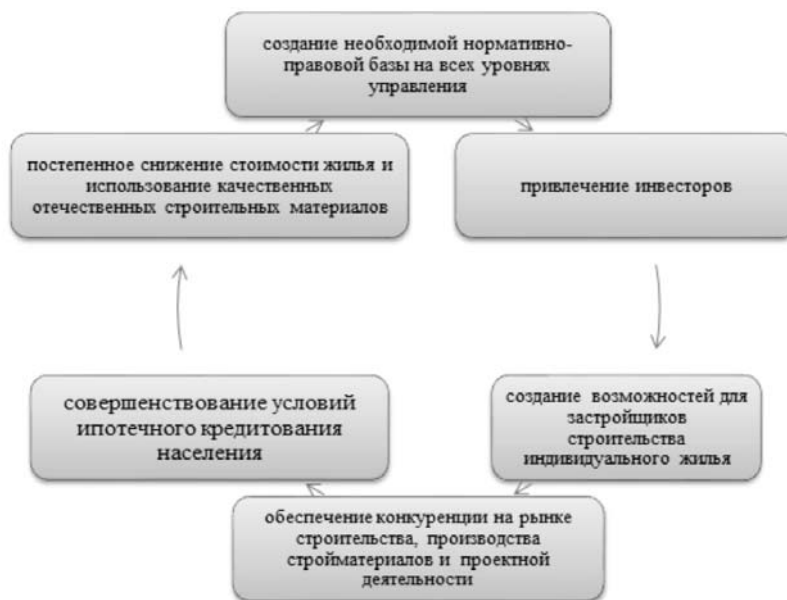 создание необходимой нормативно-
правовой базы на всех уровнях
управления
привлечение инвесторов
создание возможностей для
застройщиков
строительства
индивидуального жилья
обеспечение конкуренции на рынке
строительства, производства
стройматериалов и проектной
деятельности
совершенствование условий
ипотечного кредитования
населения
постепенное снижение стоимости жилья и
использование качественных
отечественных строительных материалов